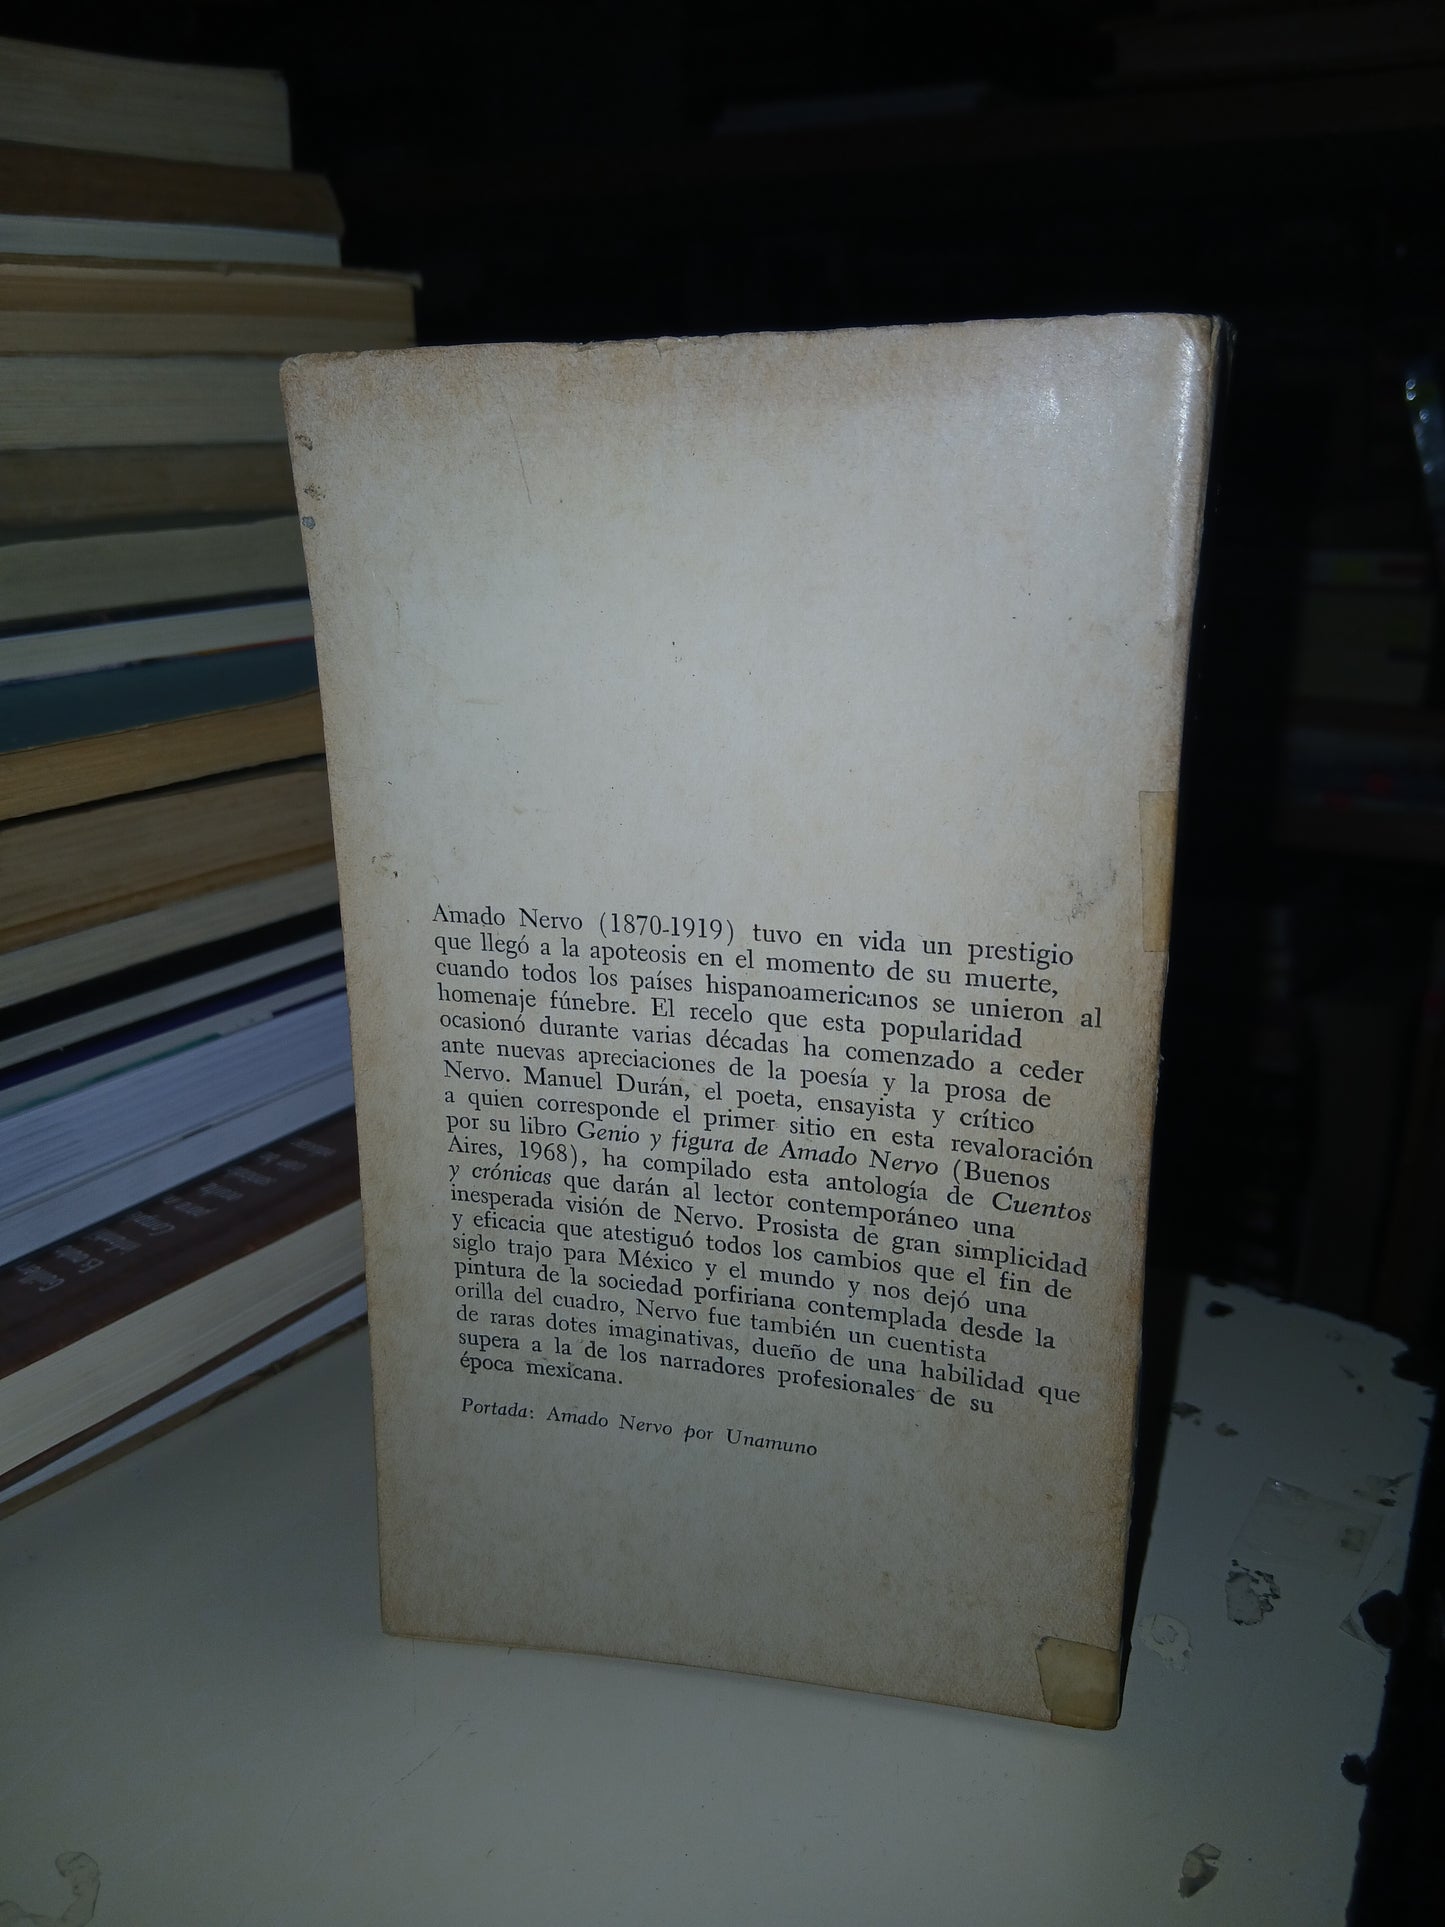 Amado Nervo (1870-1919) tuvo en vida un prestigio
que llegó a la apoteosis en el momento de su muerte,
cuando todos los países hispanoamericanos se unieron al
homenaje fúnebre. El recelo que esta popularidad
ocasionó durante varias décadas ha comenzado a ceder
ante nuevas apreciaciones de la poesía y la prosa de
Nervo. Manuel Durán, el poeta, ensayista y crítico
a quien corresponde el primer sitio en esta revaloración
por su libro Genio y figura de Amado Nervo (Buenos
Aires, 1968), ha compilado esta antología de Cuentos
y crónicas que darán al lector contemporáneo una
inesperada visión de Nervo. Prosista de gran simplicidad
y eficacia que atestiguó todos los cambios que el fin de
siglo trajo para México y el mundo y nos dejó una
pintura de la sociedad porfiriana contemplada desde la
orilla del cuadro, Nervo fue también un cuentista
de raras dotes imaginativas, dueño de una habilidad que
supera a la de los narradores profesionales de su
época mexicana.
Portada: Amado Nervo por Unamuno